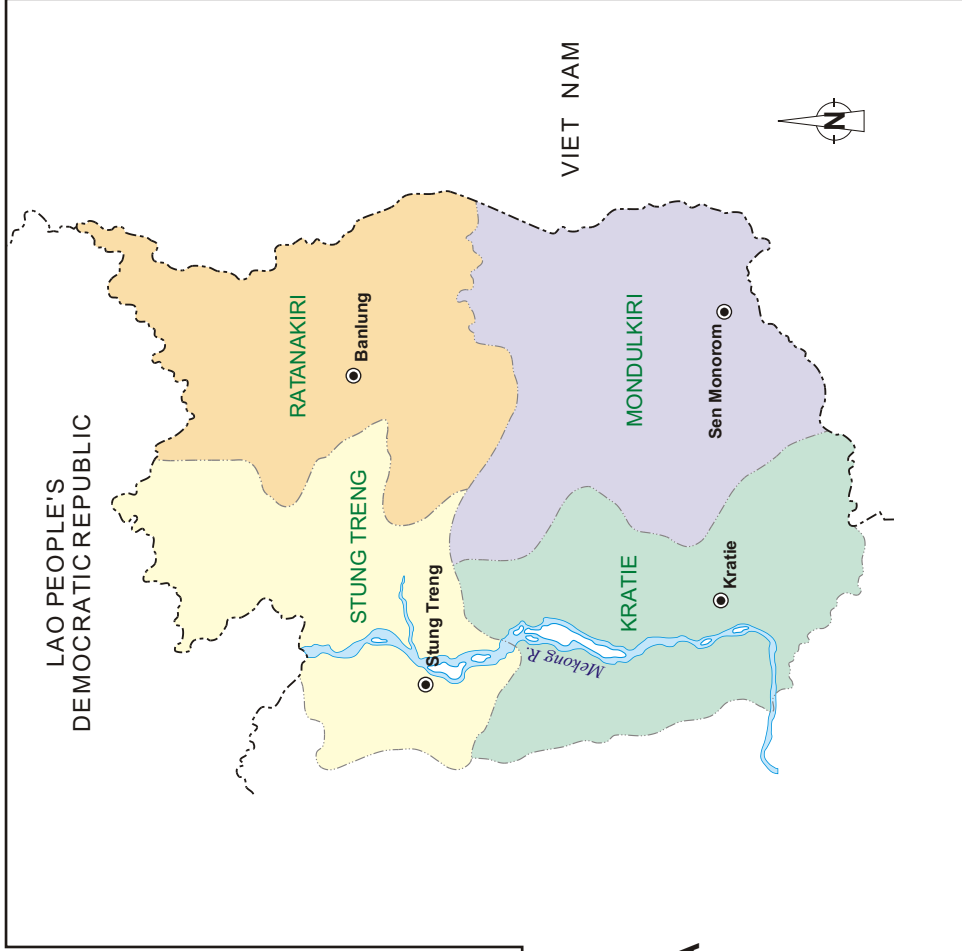 LAO PEOPLE'S
DEMOCRATIC REPUBLIC
VIET NAM
N
RATANAKIRI
Banlung
STUNG TRENG
Stung Treng
MONDULKIRI
Sen Monorom
KRATIE
Kratie
Mekong R.